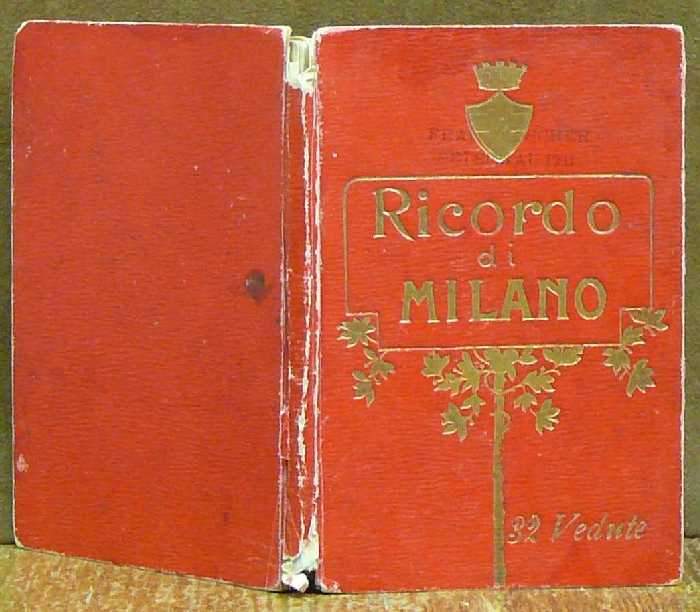 Ricordo
di
MILANO
32 Vedute